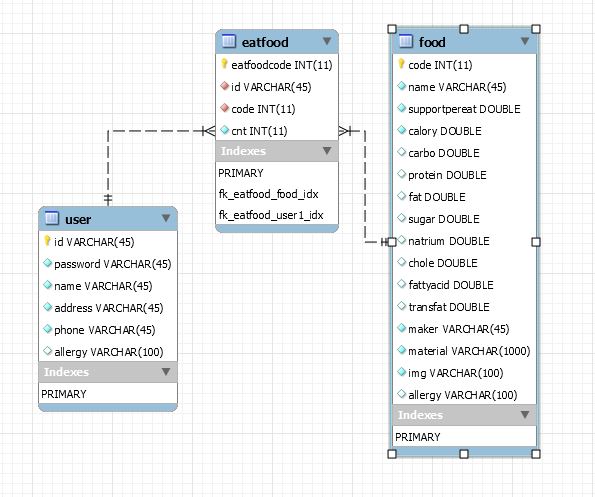 eatfood
eatfoodcode INT(11)
id VARCHAR(45)
code INT(11)
cnt INT(11)
Indexes
PRIMARY
fk_eatfood_food_idx
fk_eatfood_user1_idx
user
id VARCHAR(45)
password VARCHAR(45)
name VARCHAR(45)
address VARCHAR(45)
phone VARCHAR(45)
allergy VARCHAR(100)
Indexes
PRIMARY
food
code INT(11)
name VARCHAR(45)
supportpereat DOUBLE
calory DOUBLE
carbo DOUBLE
protein DOUBLE
fat DOUBLE
sugar DOUBLE
natrium DOUBLE
chole DOUBLE
fattyacid DOUBLE
transfat DOUBLE
maker VARCHAR(45)
material VARCHAR(1000)
img VARCHAR(100)
allergy VARCHAR(100)
Indexes
PRIMARY